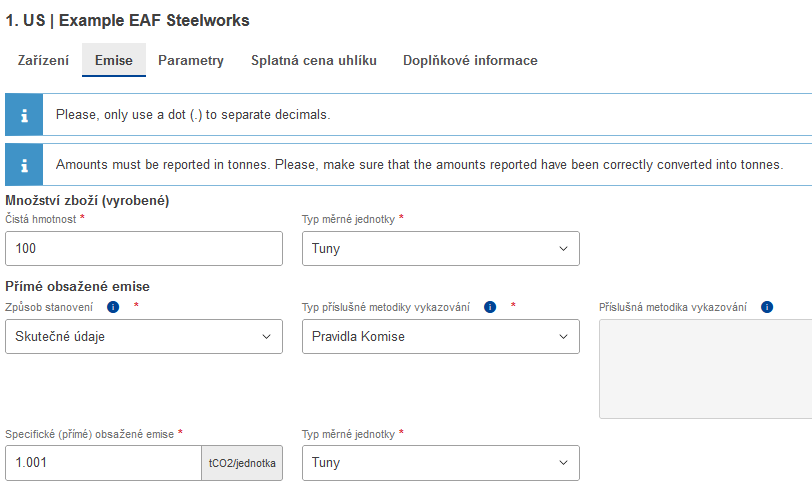 1. US | Example EAF Steelworks
Zařízení Emise Parametry Splatná cena uhlíku Doplňkové informace
i Please, only use a dot (.) to separate decimals.
i Amounts must be reported in tonnes. Please, make sure that the amounts reported have been correctly converted into tonnes.
Množství zboží (vyrobené)
Čistá hmotnost * Typ měrné jednotky *
100 Tuny
Přímé obsažené emise
Způsob stanovení i * Typ příslušné metodiky vykazování i * Příslušná metodika vykazování i
Skutečné údaje Pravidla Komise
Specifické (přímé) obsažené emise * Typ měrné jednotky *
1.001 tCO2/jednotka Tuny